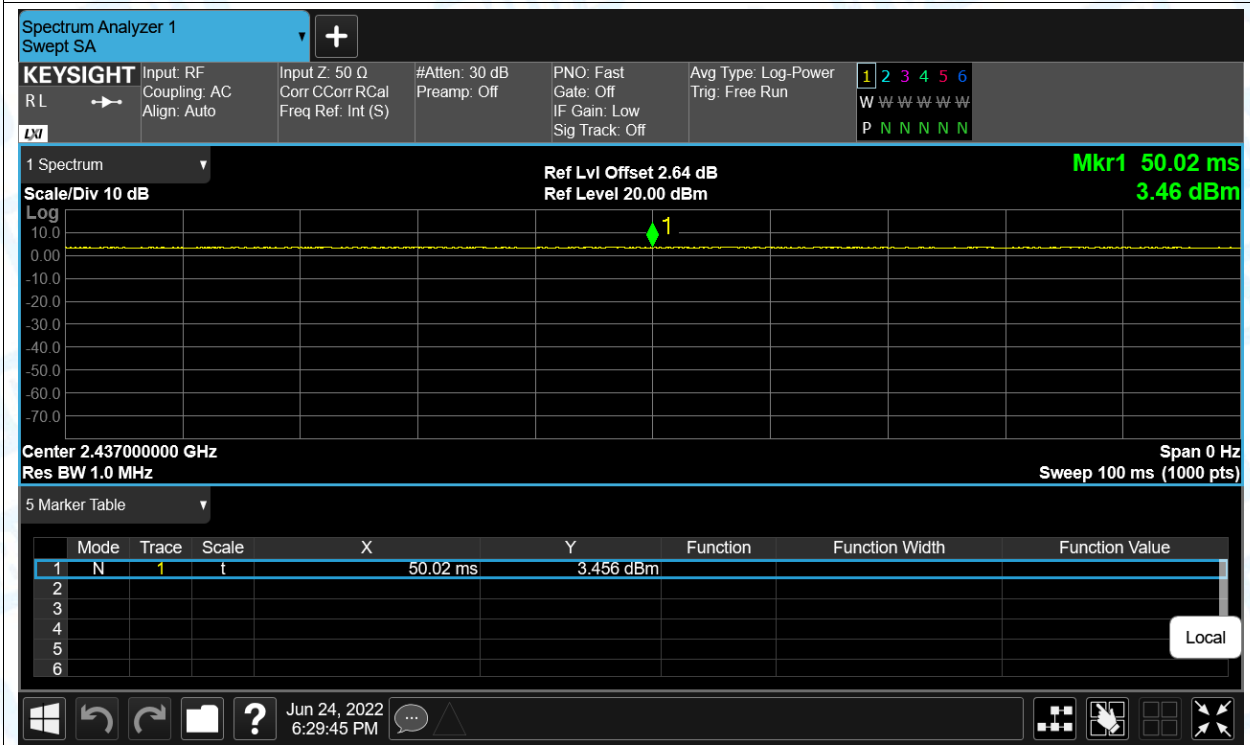 Spectrum Analyzer 1
Swept SA
KEYSIGHT
R L
LXI
Input: RF
Coupling: AC
Align: Auto
Input Z: 50 Ω
Corr CCorr RCal
Freq Ref: Int (S)
#Atten: 30 dB
Preamp: Off
PNO: Fast
Gate: Off
IF Gain: Low
Sig Track: Off
Avg Type: Log-Power
Trig: Free Run
1 2 3 4 5 6
W W W W W W
P N N N N N
1 Spectrum
Scale/Div 10 dB
Ref Lvl Offset 2.64 dB
Ref Level 20.00 dBm
Mkr1 50.02 ms
3.46 dBm
Log
1
10.0
0.00
-10.0
-20.0
-30.0
-40.0
-50.0
-60.0
-70.0
Center 2.437000000 GHz
Res BW 1.0 MHz
Span 0 Hz
Sweep 100 ms (1000 pts)
5 Marker Table
Mode Trace Scale X Y Function Function Width Function Value
1 N 1 t 50.02 ms 3.456 dBm
2
3
4
5
6
Local
?
Jun 24, 2022
6:29:45 PM